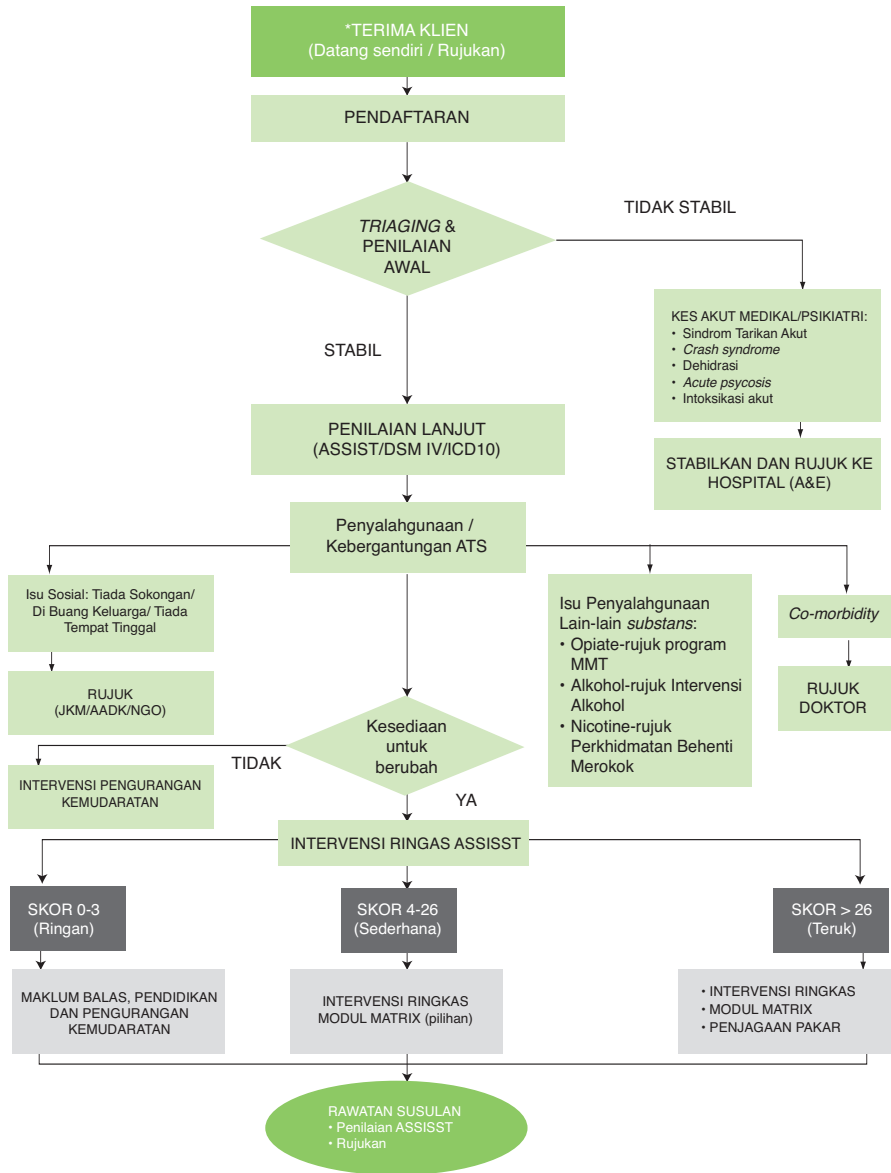 *TERIMA KLIEN
(Datang sendiri / Rujukan)
PENDAFTARAN
TRIAGING &
PENILAIAN
AWAL
TIDAK STABIL
KES AKUT MEDIKAL/PSIKIATRI:
• Sindrom Tarikan Akut
• Crash syndrome
• Dehidrasi
• Acute psycosis
• Intoksikasi akut
STABILKAN DAN RUJUK KE
HOSPITAL (A&E)
STABIL
PENILAIAN LANJUT
(ASSIST/DSM IV/ICD10)
Penyalahgunaan /
Kebergantungan ATS
Isu Sosial: Tiada Sokongan/
Di Buang Keluarga/ Tiada
Tempat Tinggal
RUJUK
(JKM/AADK/NGO)
Isu Penyalahgunaan
Lain-lain substans:
• Opiate-rujuk program
MMT
• Alkohol-rujuk Intervensi
Alkohol
• Nicotine-rujuk
Perkhidmatan Behenti
Merokok
Co-morbidity
RUJUK
DOKTOR
Kesediaan
untuk
berubah
TIDAK
INTERVENSI PENGURANGAN
KEMUDARATAN
YA
INTERVENSI RINGAS ASSISST
SKOR 0-3
(Ringan)
SKOR 4-26
(Sederhana)
SKOR > 26
(Teruk)
MAKLUM BALAS, PENDIDIKAN
DAN PENGURANGAN
KEMUDARATAN
INTERVENSI RINGKAS
MODUL MATRIX (pilihan)
• INTERVENSI RINGKAS
• MODUL MATRIX
• PENJAGAAN PAKAR
RAWATAN SUSULAN
• Penilaian ASSISST
• Rujukan